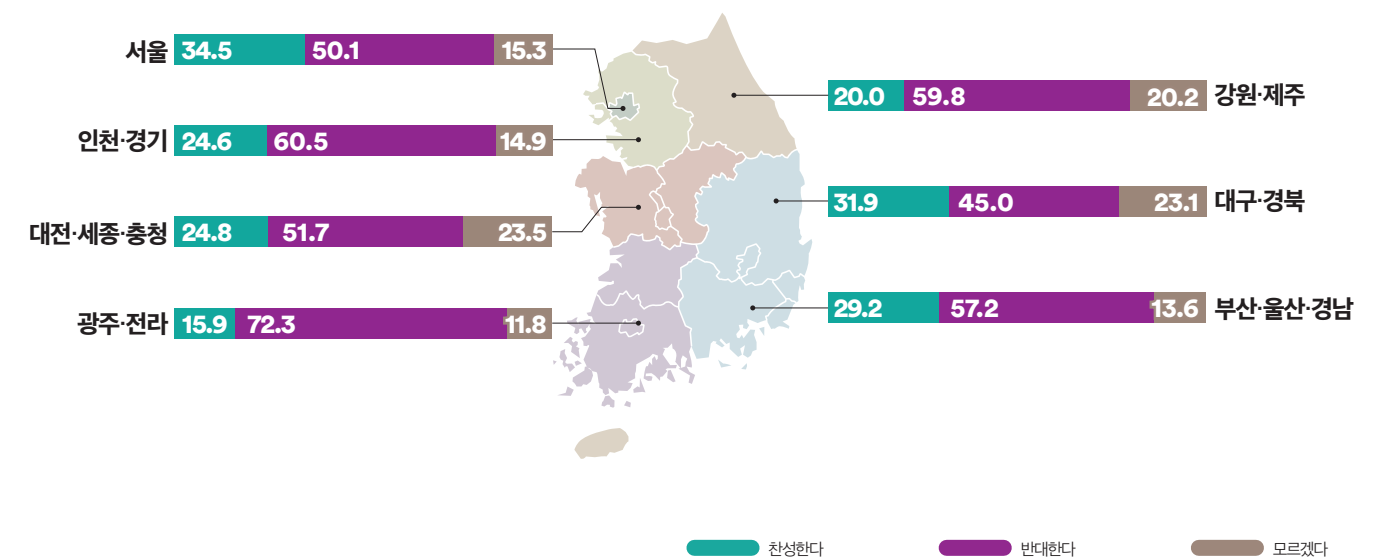 서울 34.5 50.1 15.3
인천·경기 24.6 60.5 14.9
대전·세종·충청 24.8 51.7 23.5
광주·전라 15.9 72.3 11.8
20.0 59.8 20.2 강원·제주
31.9 45.0 23.1 대구·경북
29.2 57.2 13.6 부산·울산·경남
찬성한다 반대한다 모르겠다